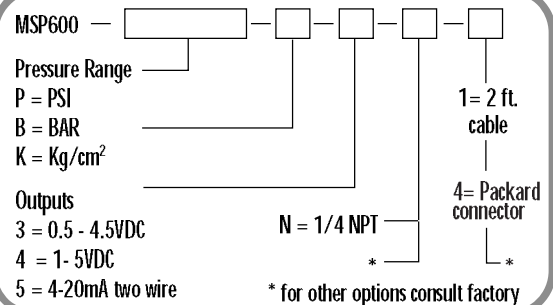 MSP600 –  –  –  –  –
Pressure Range
P = PSI
B = BAR
K = Kg/cm²
Outputs
3 = 0.5 - 4.5VDC
4 = 1- 5VDC
5 = 4-20mA two wire
N = 1/4 NPT
*
1= 2 ft.
cable
4= Packard
connector
*
* for other options consult factory